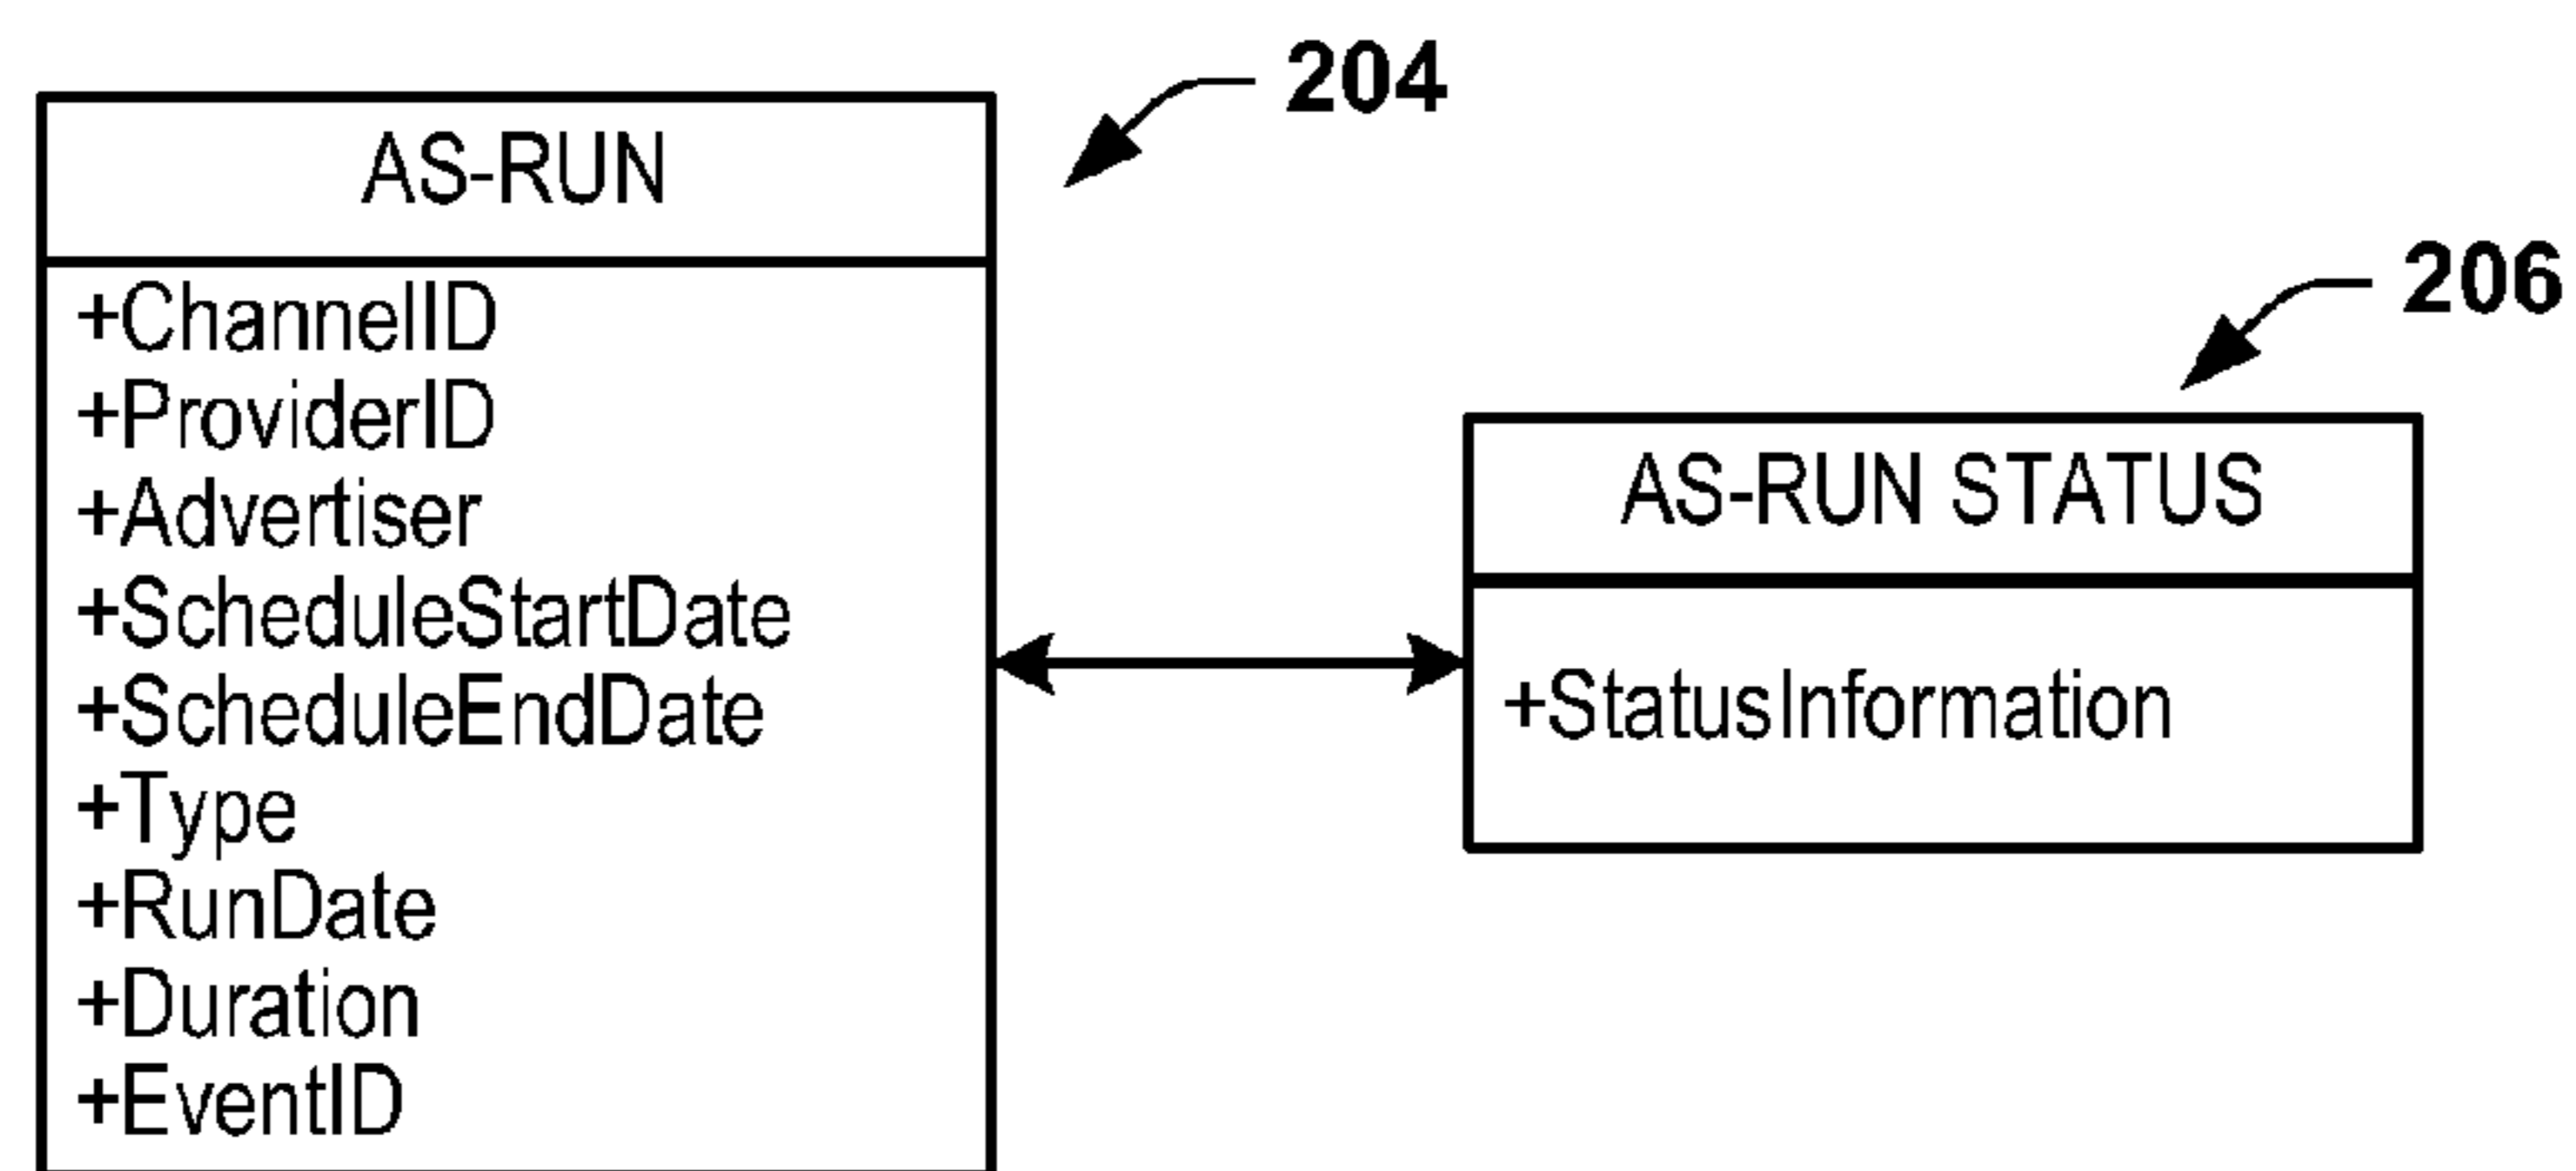 204
AS-RUN
+ChannelID
+ProviderID
+Advertiser
+ScheduleStartDate
+ScheduleEndDate
+Type
+RunDate
+Duration
+EventID
206
AS-RUN STATUS
+StatusInformation